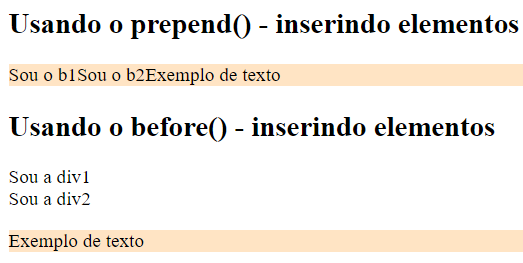 Usando o prepend() - inserindo elementos
Sou o b1Sou o b2Exemplo de texto
Usando o before() - inserindo elementos
Sou a div1
Sou a div2
Exemplo de texto